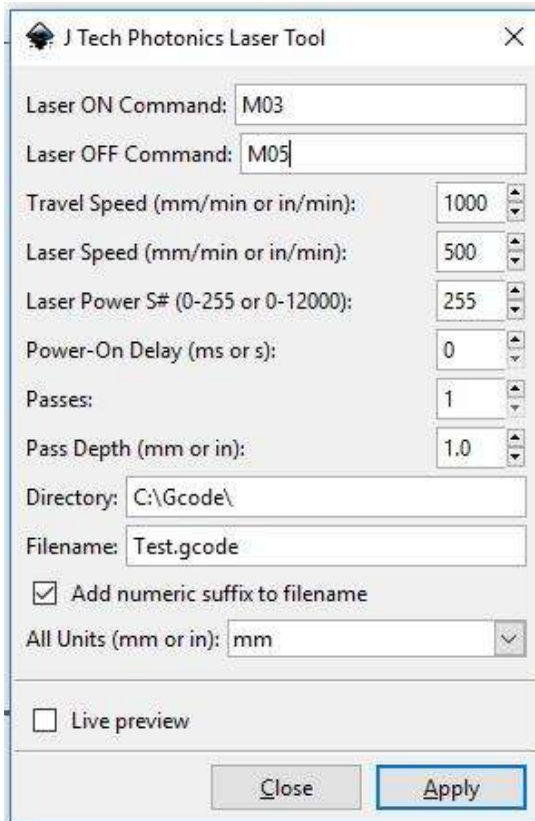 J Tech Photonics Laser Tool
Laser ON Command: M03
Laser OFF Command: M05
Travel Speed (mm/min or in/min): 1000
Laser Speed (mm/min or in/min): 500
Laser Power S# (0-255 or 0-12000): 255
Power-On Delay (ms or s): 0
Passes: 1
Pass Depth (mm or in): 1.0
Directory: C:\Gcode\
Filename: Test.gcode
Add numeric suffix to filename
All Units (mm or in): mm
Live preview
Close Apply